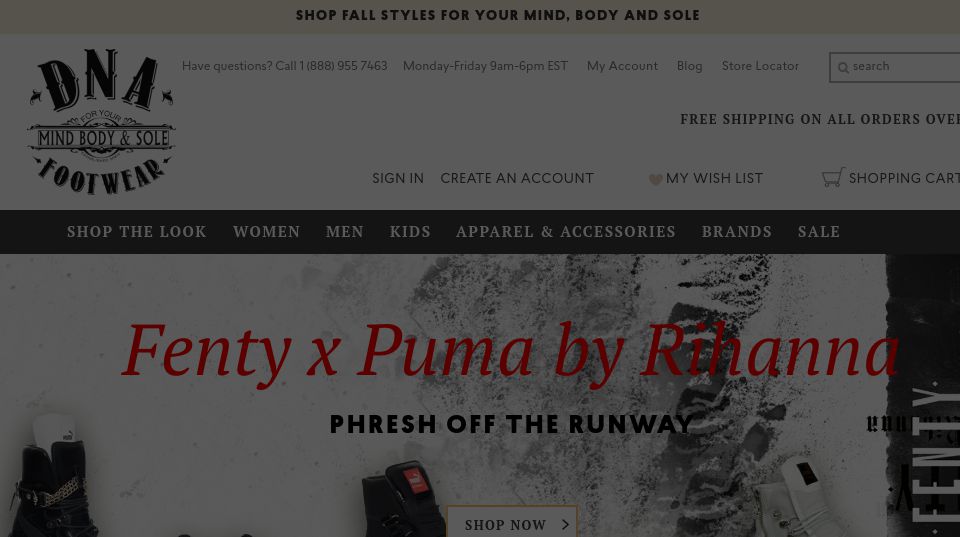 SHOP FALL STYLES FOR YOUR MIND, BODY AND SOLE
DNA
FOR YOUR
MIND BODY & SOLE
FOOTWEAR
Have questions? Call 1 (888) 955 7463 Monday-Friday 9am-6pm EST My Account Blog Store Locator
search
FREE SHIPPING ON ALL ORDERS OVER
SIGN IN CREATE AN ACCOUNT MY WISH LIST SHOPPING CART
SHOP THE LOOK WOMEN MEN KIDS APPAREL & ACCESSORIES BRANDS SALE
Fenty x Puma by Rihanna
PHRESH OFF THE RUNWAY
FENTY
SHOP NOW